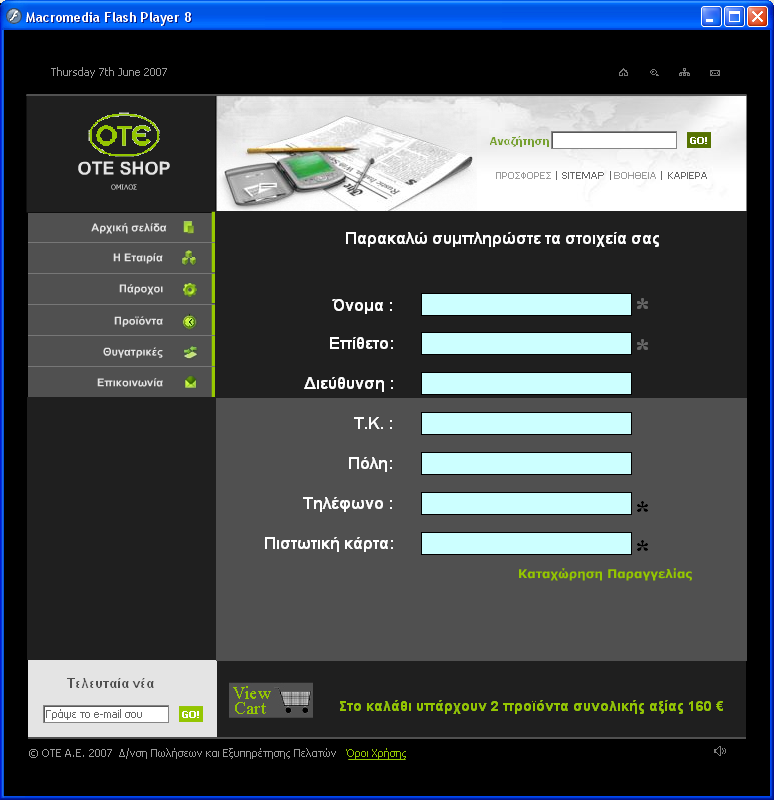 Macromedia Flash Player 8
Thursday 7th June 2007
OTE
OTE SHOP
ΟΜΙΛΟΣ
Αναζήτηση GO!
ΠΡΟΣΦΟΡΕΣ | SITEMAP | ΒΟΗΘΕΙΑ | ΚΑΡΙΕΡΑ
Αρχική σελίδα
Η Εταιρία
Πάροχοι
Προϊόντα
Θυγατρικές
Επικοινωνία
Παρακαλώ συμπληρώστε τα στοιχεία σας
Όνομα : *
Επίθετο: *
Διεύθυνση :
Τ.Κ. :
Πόλη:
Τηλέφωνο : *
Πιστωτική κάρτα: *
Καταχώρηση Παραγγελίας
Τελευταία νέα
Γράψε το e-mail σου GO!
View
Cart
Στο καλάθι υπάρχουν 2 προϊόντα συνολικής αξίας 160 €
© ΟΤΕ Α.Ε. 2007 Δ/νση Πωλήσεων και Εξυπηρέτησης Πελατών Όροι Χρήσης